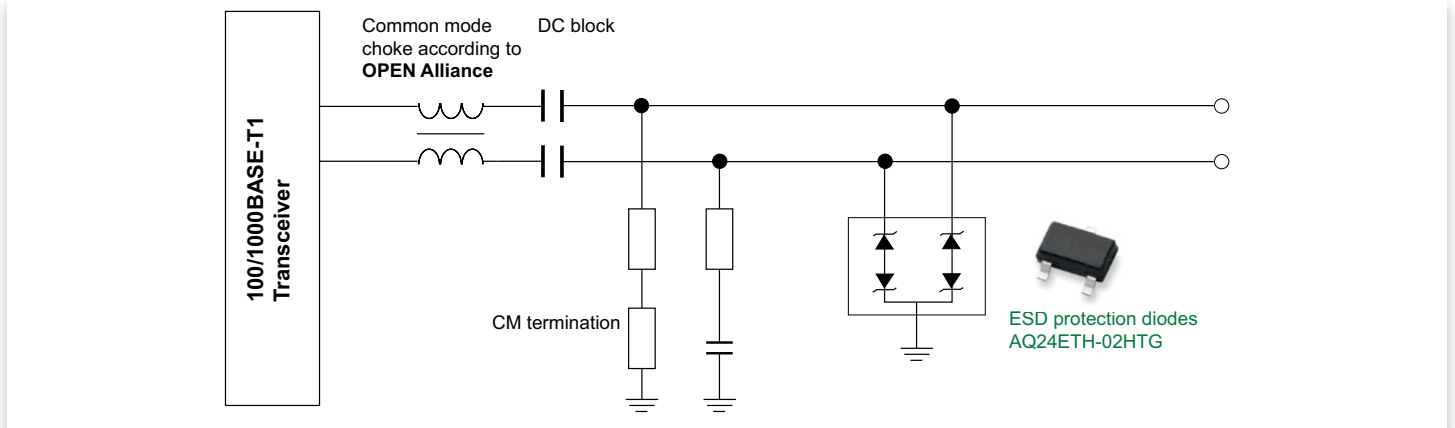 Common mode
choke according to
OPEN Alliance
DC block
100/1000BASE-T1
Transceiver
CM termination
ESD protection diodes
AQ24ETH-02HTG